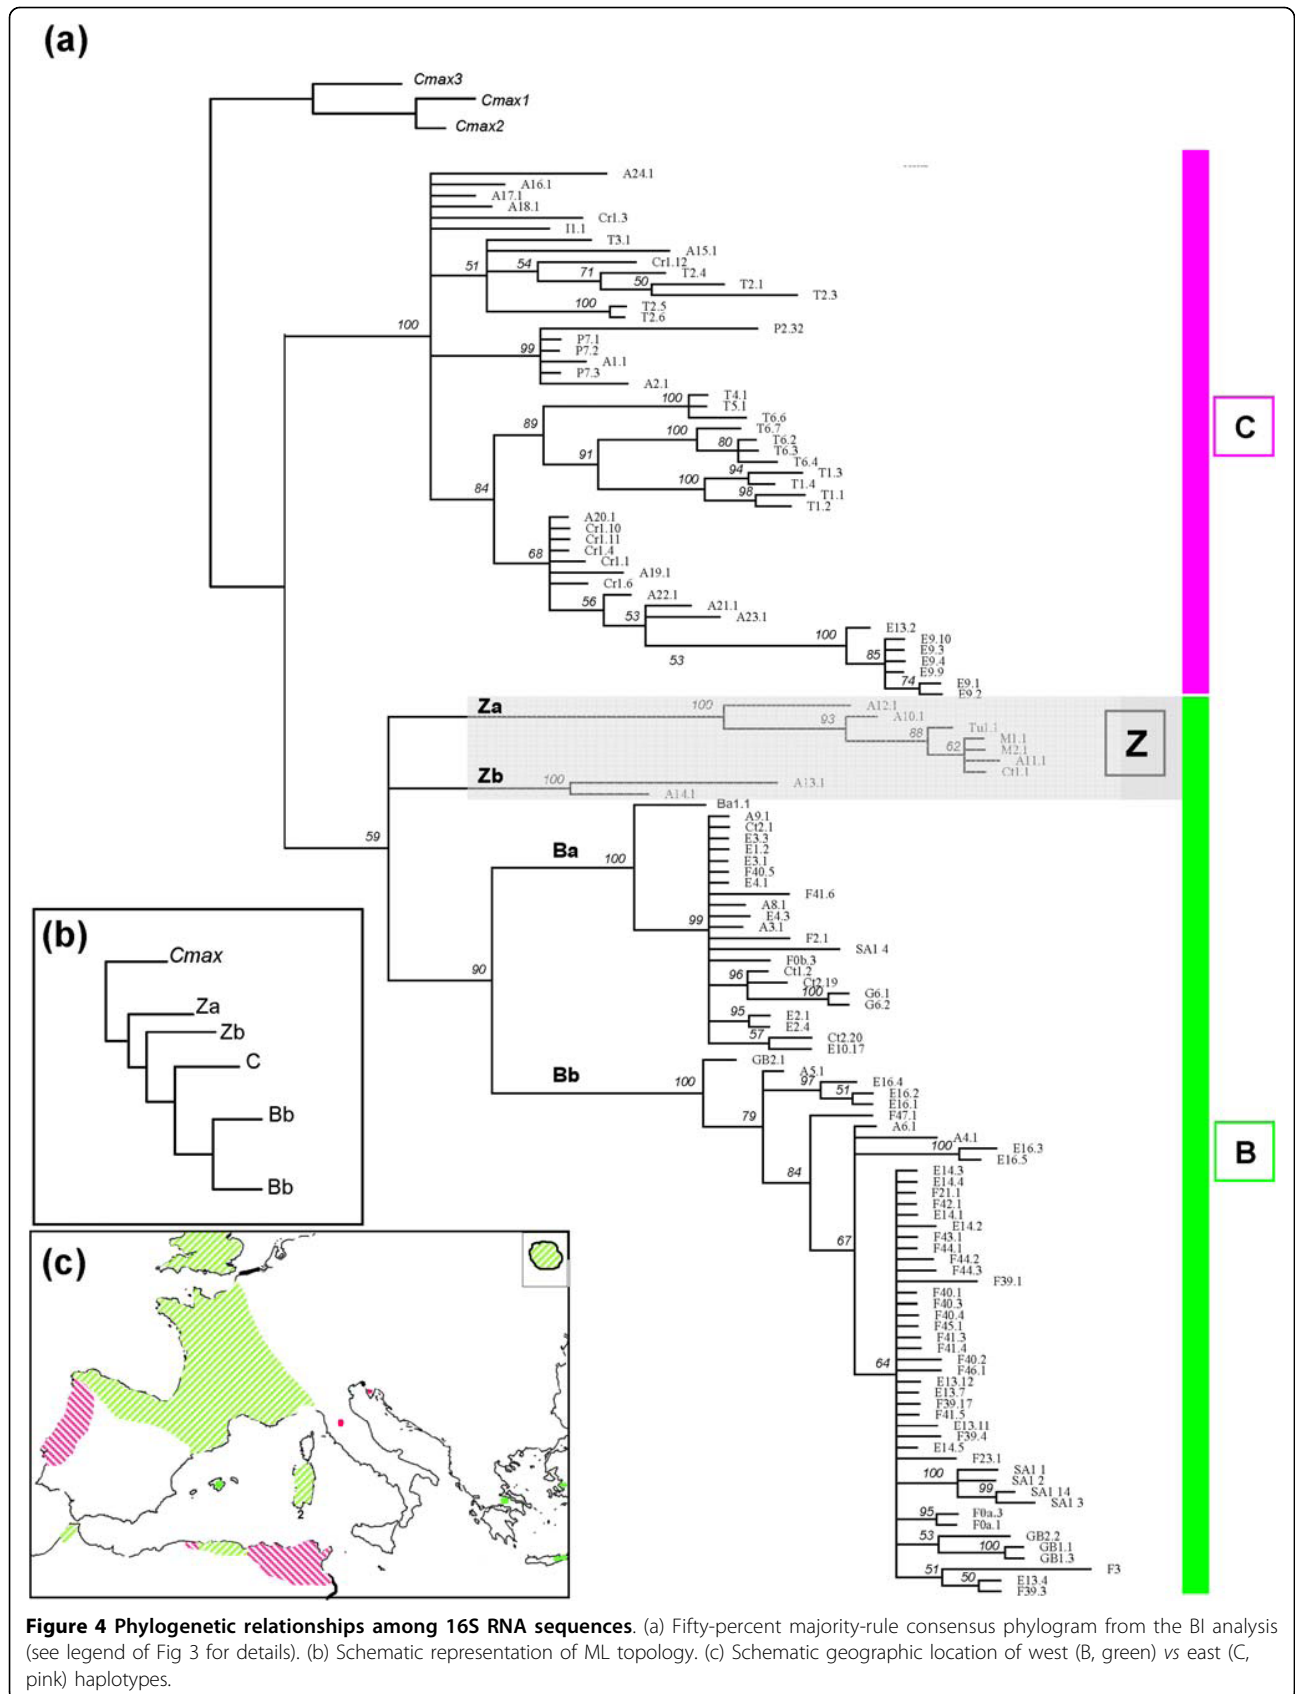 (a)
Cmax3
Cmax1
Cmax2
A24.1
A16.1
A17.1
A18.1
Cr1.3
I1.1
T3.1
A15.1
51
54
Cr1.12
71
T2.4
50
T2.1
T2.3
100
T2.5
T2.6
100
P2.32
99
P7.1
P7.2
A1.1
P7.3
A2.1
100
T4.1
T5.1
T6.6
89
100
T6.7
80
T6.2
T6.3
T6.4
91
94
T1.3
100
T1.4
98
T1.1
T1.2
84
A20.1
Cr1.10
Cr1.11
Cr1.4
68
Cr1.1
A19.1
Cr1.6
56
A22.1
53
A21.1
A23.1
100
E13.2
53
85
E9.10
E9.3
E9.4
E9.9
74
E9.1
E9.2
C
Za
100
A12.1
93
A10.1
88
Tu1.1
62
M1.1
M2.1
A11.1
Ct1.1
Z
Zb
100
A13.1
A14.1
59
Ba1.1
Ba
100
A9.1
Ct2.1
E3.3
E1.2
E3.1
F40.5
E4.1
F41.6
99
A8.1
E4.3
A3.1
F2.1
SA1 4
F0b.3
96
Ct1.2
Ct2.19
100
G6.1
G6.2
95
E2.1
E2.4
57
Ct2.20
E10.17
90
Bb
100
GB2.1
79
A5.1
97
E16.4
51
E16.2
E16.1
84
F47.1
A6.1
A4.1
100
E16.3
E16.5
67
E14.3
E14.4
F21.1
F42.1
E14.1
E14.2
F43.1
F44.1
F44.2
F44.3
F39.1
F40.1
F40.3
F40.4
F45.1
F41.3
F41.4
64
F40.2
F46.1
E13.12
E13.7
F39.17
F41.5
E13.11
F39.4
E14.5
F23.1
100
SA1 1
SA1 2
99
SA1 14
SA1 3
95
F0a.3
F0a.1
53
GB2.2
100
GB1.1
GB1.3
51
F3
50
E13.4
F39.3
B
(b)
Cmax
Za
Zb
C
Bb
Bb
(c)
2
Figure 4 Phylogenetic relationships among 16S RNA sequences. (a) Fifty-percent majority-rule consensus phylogram from the BI analysis
(see legend of Fig 3 for details). (b) Schematic representation of ML topology. (c) Schematic geographic location of west (B, green) vs east (C,
pink) haplotypes.